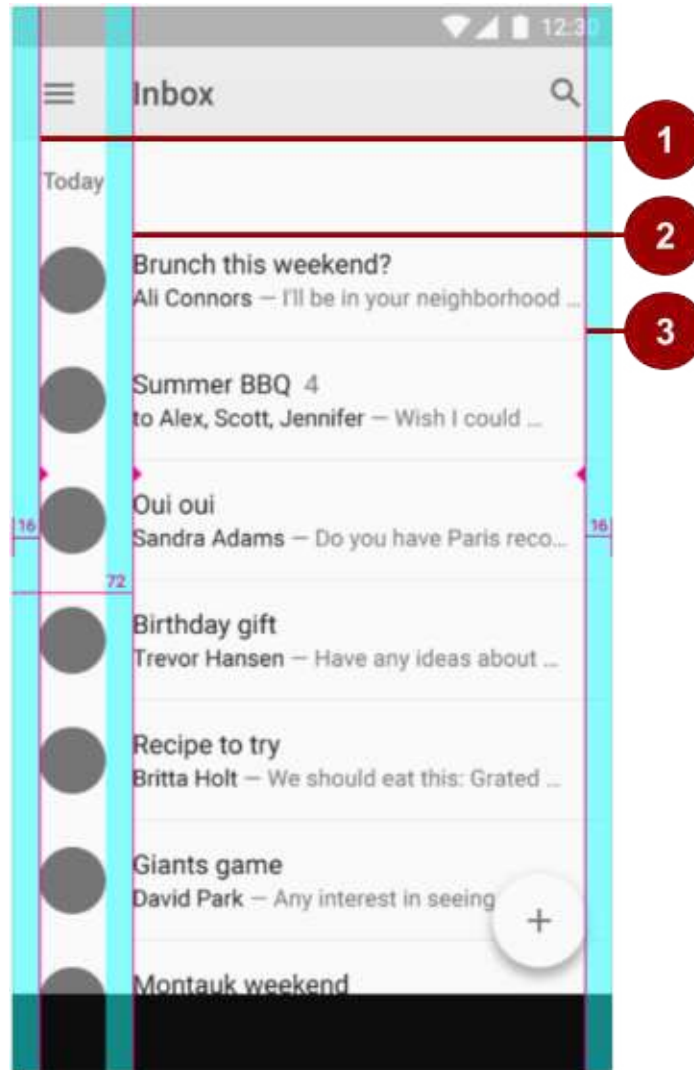 12:30
Inbox
1
Today
2
Brunch this weekend?
Ali Connors — I'll be in your neighborhood ...
3
Summer BBQ 4
to Alex, Scott, Jennifer — Wish I could ...
Oui oui
16
16
Sandra Adams — Do you have Paris reco...
72
Birthday gift
Trevor Hansen — Have any ideas about ...
Recipe to try
Britta Holt — We should eat this: Grated ...
Giants game
David Park — Any interest in seeing
+
Montauk weekend